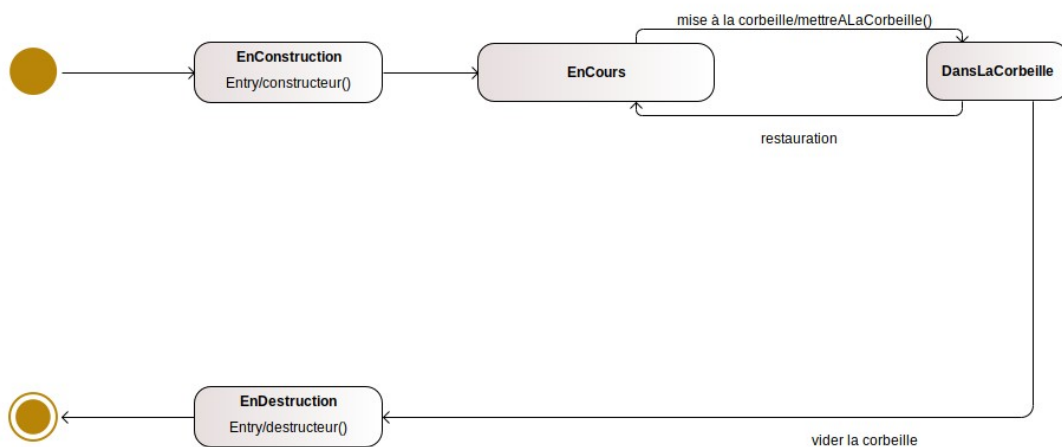 mise à la corbeille/mettreALaCorbeille()
EnConstruction
Entry/constructeur()
EnCours
DansLaCorbeille
restauration
EnDestruction
Entry/destructeur()
vider la corbeille